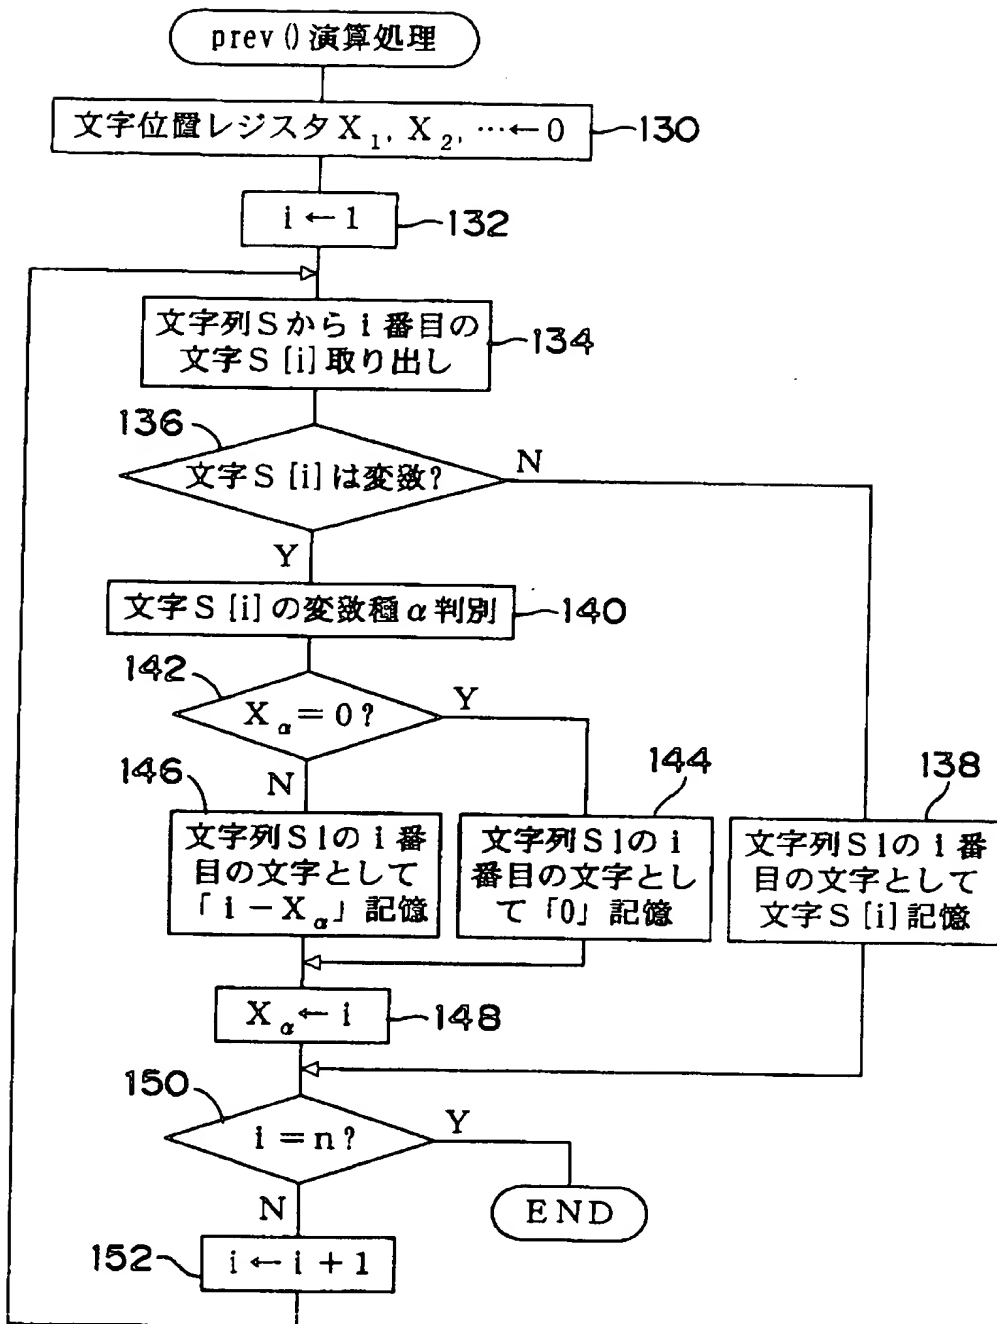 prev()演算処理
文字位置レジスタX₁, X₂, …←0
130
i←1
132
文字列Sからi番目の
文字S[i]取り出し
134
136
文字S[i]は変数?
N
Y
文字S[i]の変数種α判別
140
142
Xα=0?
Y
N
146
文字列S1のi番
目の文字として
「i−Xα」記憶
144
文字列S1のi
番目の文字とし
て「0」記憶
138
文字列S1のi番
目の文字として
文字S[i]記憶
Xα←i
148
150
i=n?
Y
N
END
152
i←i+1